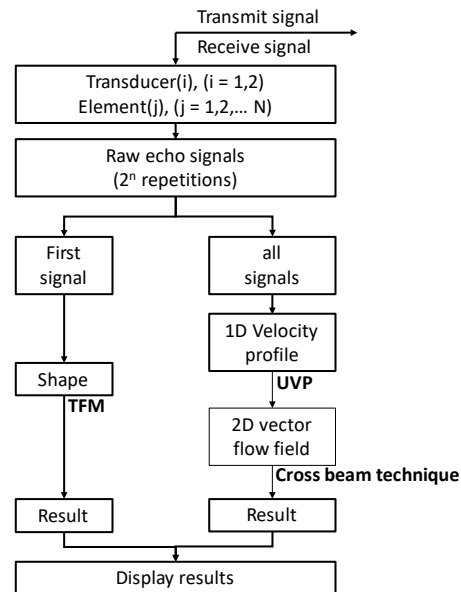 Transmit signal
Receive signal
Transducer(i), (i = 1,2)
Element(j), (j = 1,2,... N)
Raw echo signals
(2ⁿ repetitions)
First
signal
all
signals
1D Velocity
profile
UVP
Shape
TFM
2D vector
flow field
Cross beam technique
Result
Result
Display results